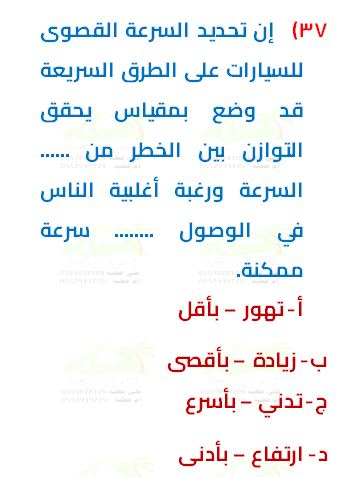 ٣٧) إن تحديد السرعة القصوى
للسيارات على الطرق السريعة
قد وضع بمقياس يحقق
التوازن بين الخطر من ......
السرعة ورغبة أغلبية الناس
في الوصول ........ سرعة
ممكنة.
أ- تهور – بأقل
ب- زيادة – بأقصى
ج- تدني – بأسرع
د- ارتفاع – بأدنى